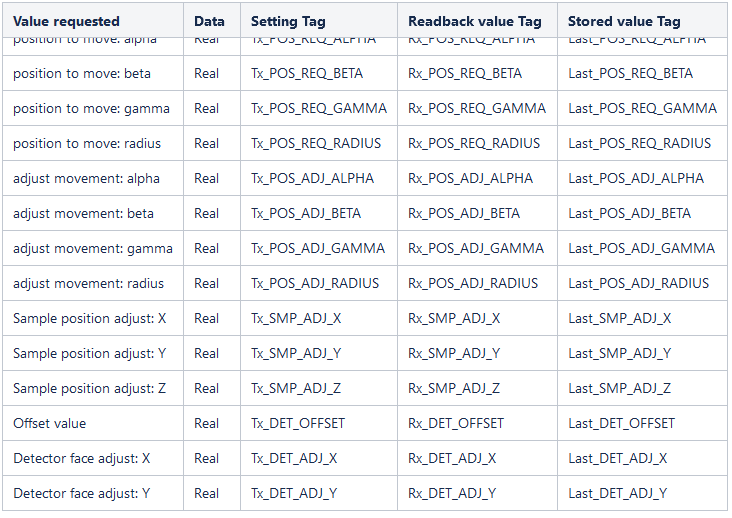 Value requested Data Setting Tag Readback value Tag Stored value Tag
position to move: alpha Real Tx_POS_REQ_ALPHA Rx_POS_REQ_ALPHA Last_POS_REQ_ALPHA
position to move: beta Real Tx_POS_REQ_BETA Rx_POS_REQ_BETA Last_POS_REQ_BETA
position to move: gamma Real Tx_POS_REQ_GAMMA Rx_POS_REQ_GAMMA Last_POS_REQ_GAMMA
position to move: radius Real Tx_POS_REQ_RADIUS Rx_POS_REQ_RADIUS Last_POS_REQ_RADIUS
adjust movement: alpha Real Tx_POS_ADJ_ALPHA Rx_POS_ADJ_ALPHA Last_POS_ADJ_ALPHA
adjust movement: beta Real Tx_POS_ADJ_BETA Rx_POS_ADJ_BETA Last_POS_ADJ_BETA
adjust movement: gamma Real Tx_POS_ADJ_GAMMA Rx_POS_ADJ_GAMMA Last_POS_ADJ_GAMMA
adjust movement: radius Real Tx_POS_ADJ_RADIUS Rx_POS_ADJ_RADIUS Last_POS_ADJ_RADIUS
Sample position adjust: X Real Tx_SMP_ADJ_X Rx_SMP_ADJ_X Last_SMP_ADJ_X
Sample position adjust: Y Real Tx_SMP_ADJ_Y Rx_SMP_ADJ_Y Last_SMP_ADJ_Y
Sample position adjust: Z Real Tx_SMP_ADJ_Z Rx_SMP_ADJ_Z Last_SMP_ADJ_Z
Offset value Real Tx_DET_OFFSET Rx_DET_OFFSET Last_DET_OFFSET
Detector face adjust: X Real Tx_DET_ADJ_X Rx_DET_ADJ_X Last_DET_ADJ_X
Detector face adjust: Y Real Tx_DET_ADJ_Y Rx_DET_ADJ_Y Last_DET_ADJ_Y